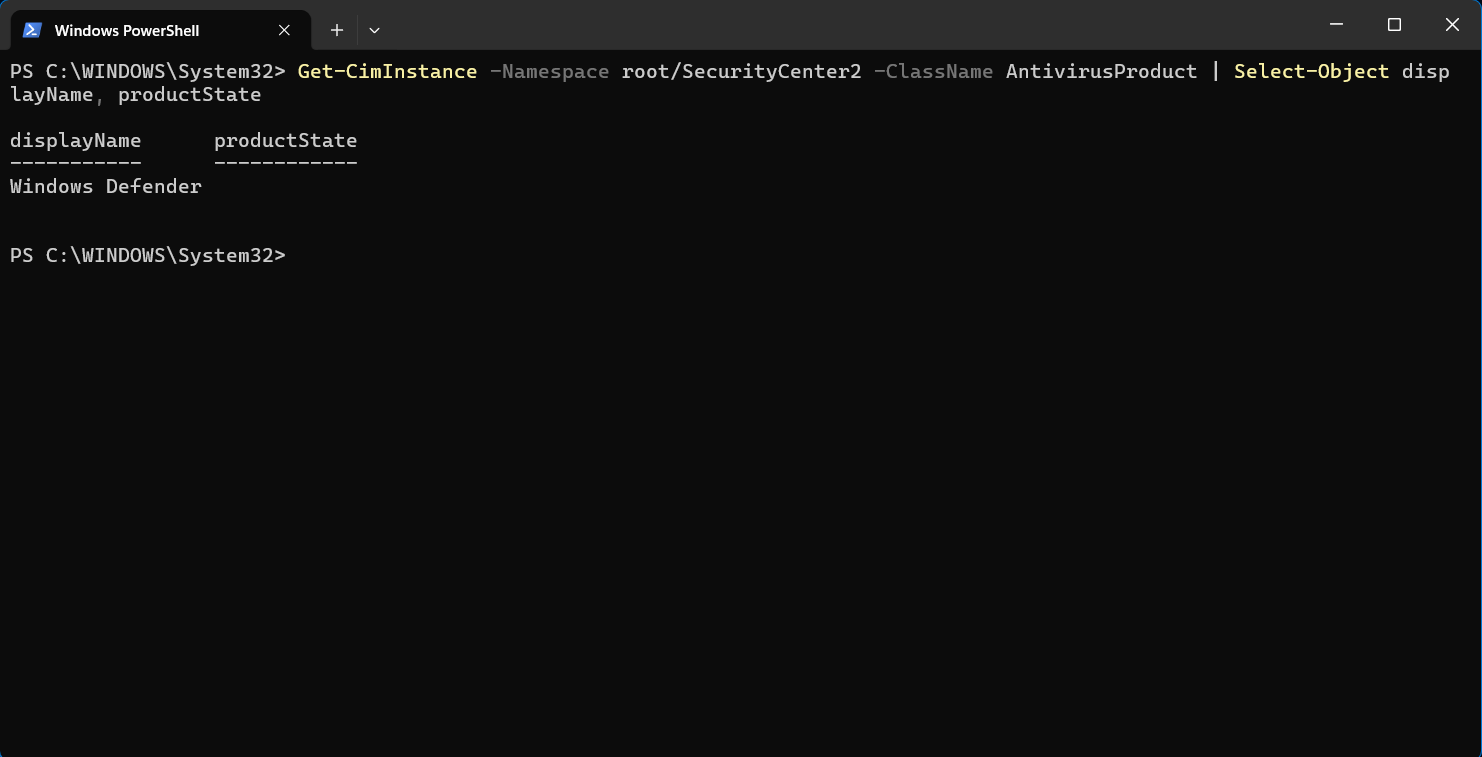 Windows PowerShell
PS C:\WINDOWS\System32> Get-CimInstance -Namespace root/SecurityCenter2 -ClassName AntivirusProduct | Select-Object disp
layName, productState
displayName      productState
-----------      ------------
Windows Defender
PS C:\WINDOWS\System32>